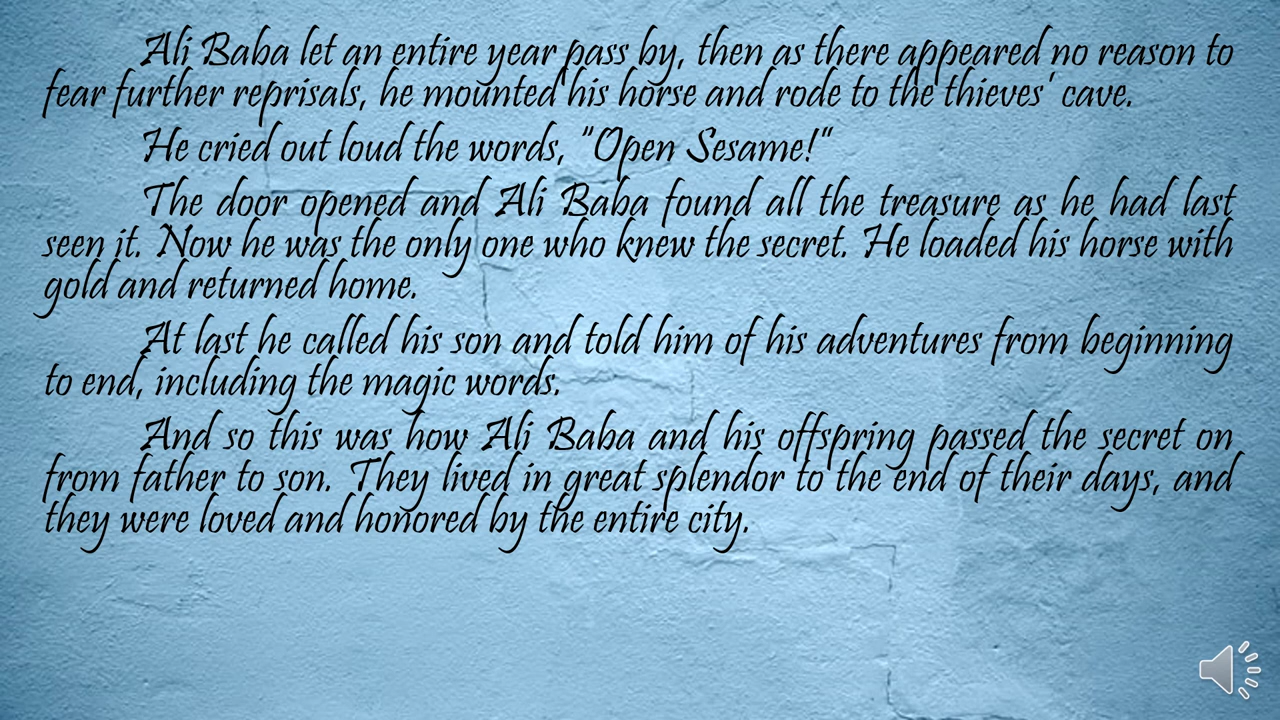 Ali Baba let an entire year pass by, then as there appeared no reason to
fear further reprisals, he mounted his horse and rode to the thieves' cave.
He cried out loud the words, "Open Sesame!"
The door opened and Ali Baba found all the treasure as he had last
seen it. Now he was the only one who knew the secret. He loaded his horse with
gold and returned home.
At last he called his son and told him of his adventures from beginning
to end, including the magic words.
And so this was how Ali Baba and his offspring passed the secret on
from father to son. They lived in great splendor to the end of their days, and
they were loved and honored by the entire city.